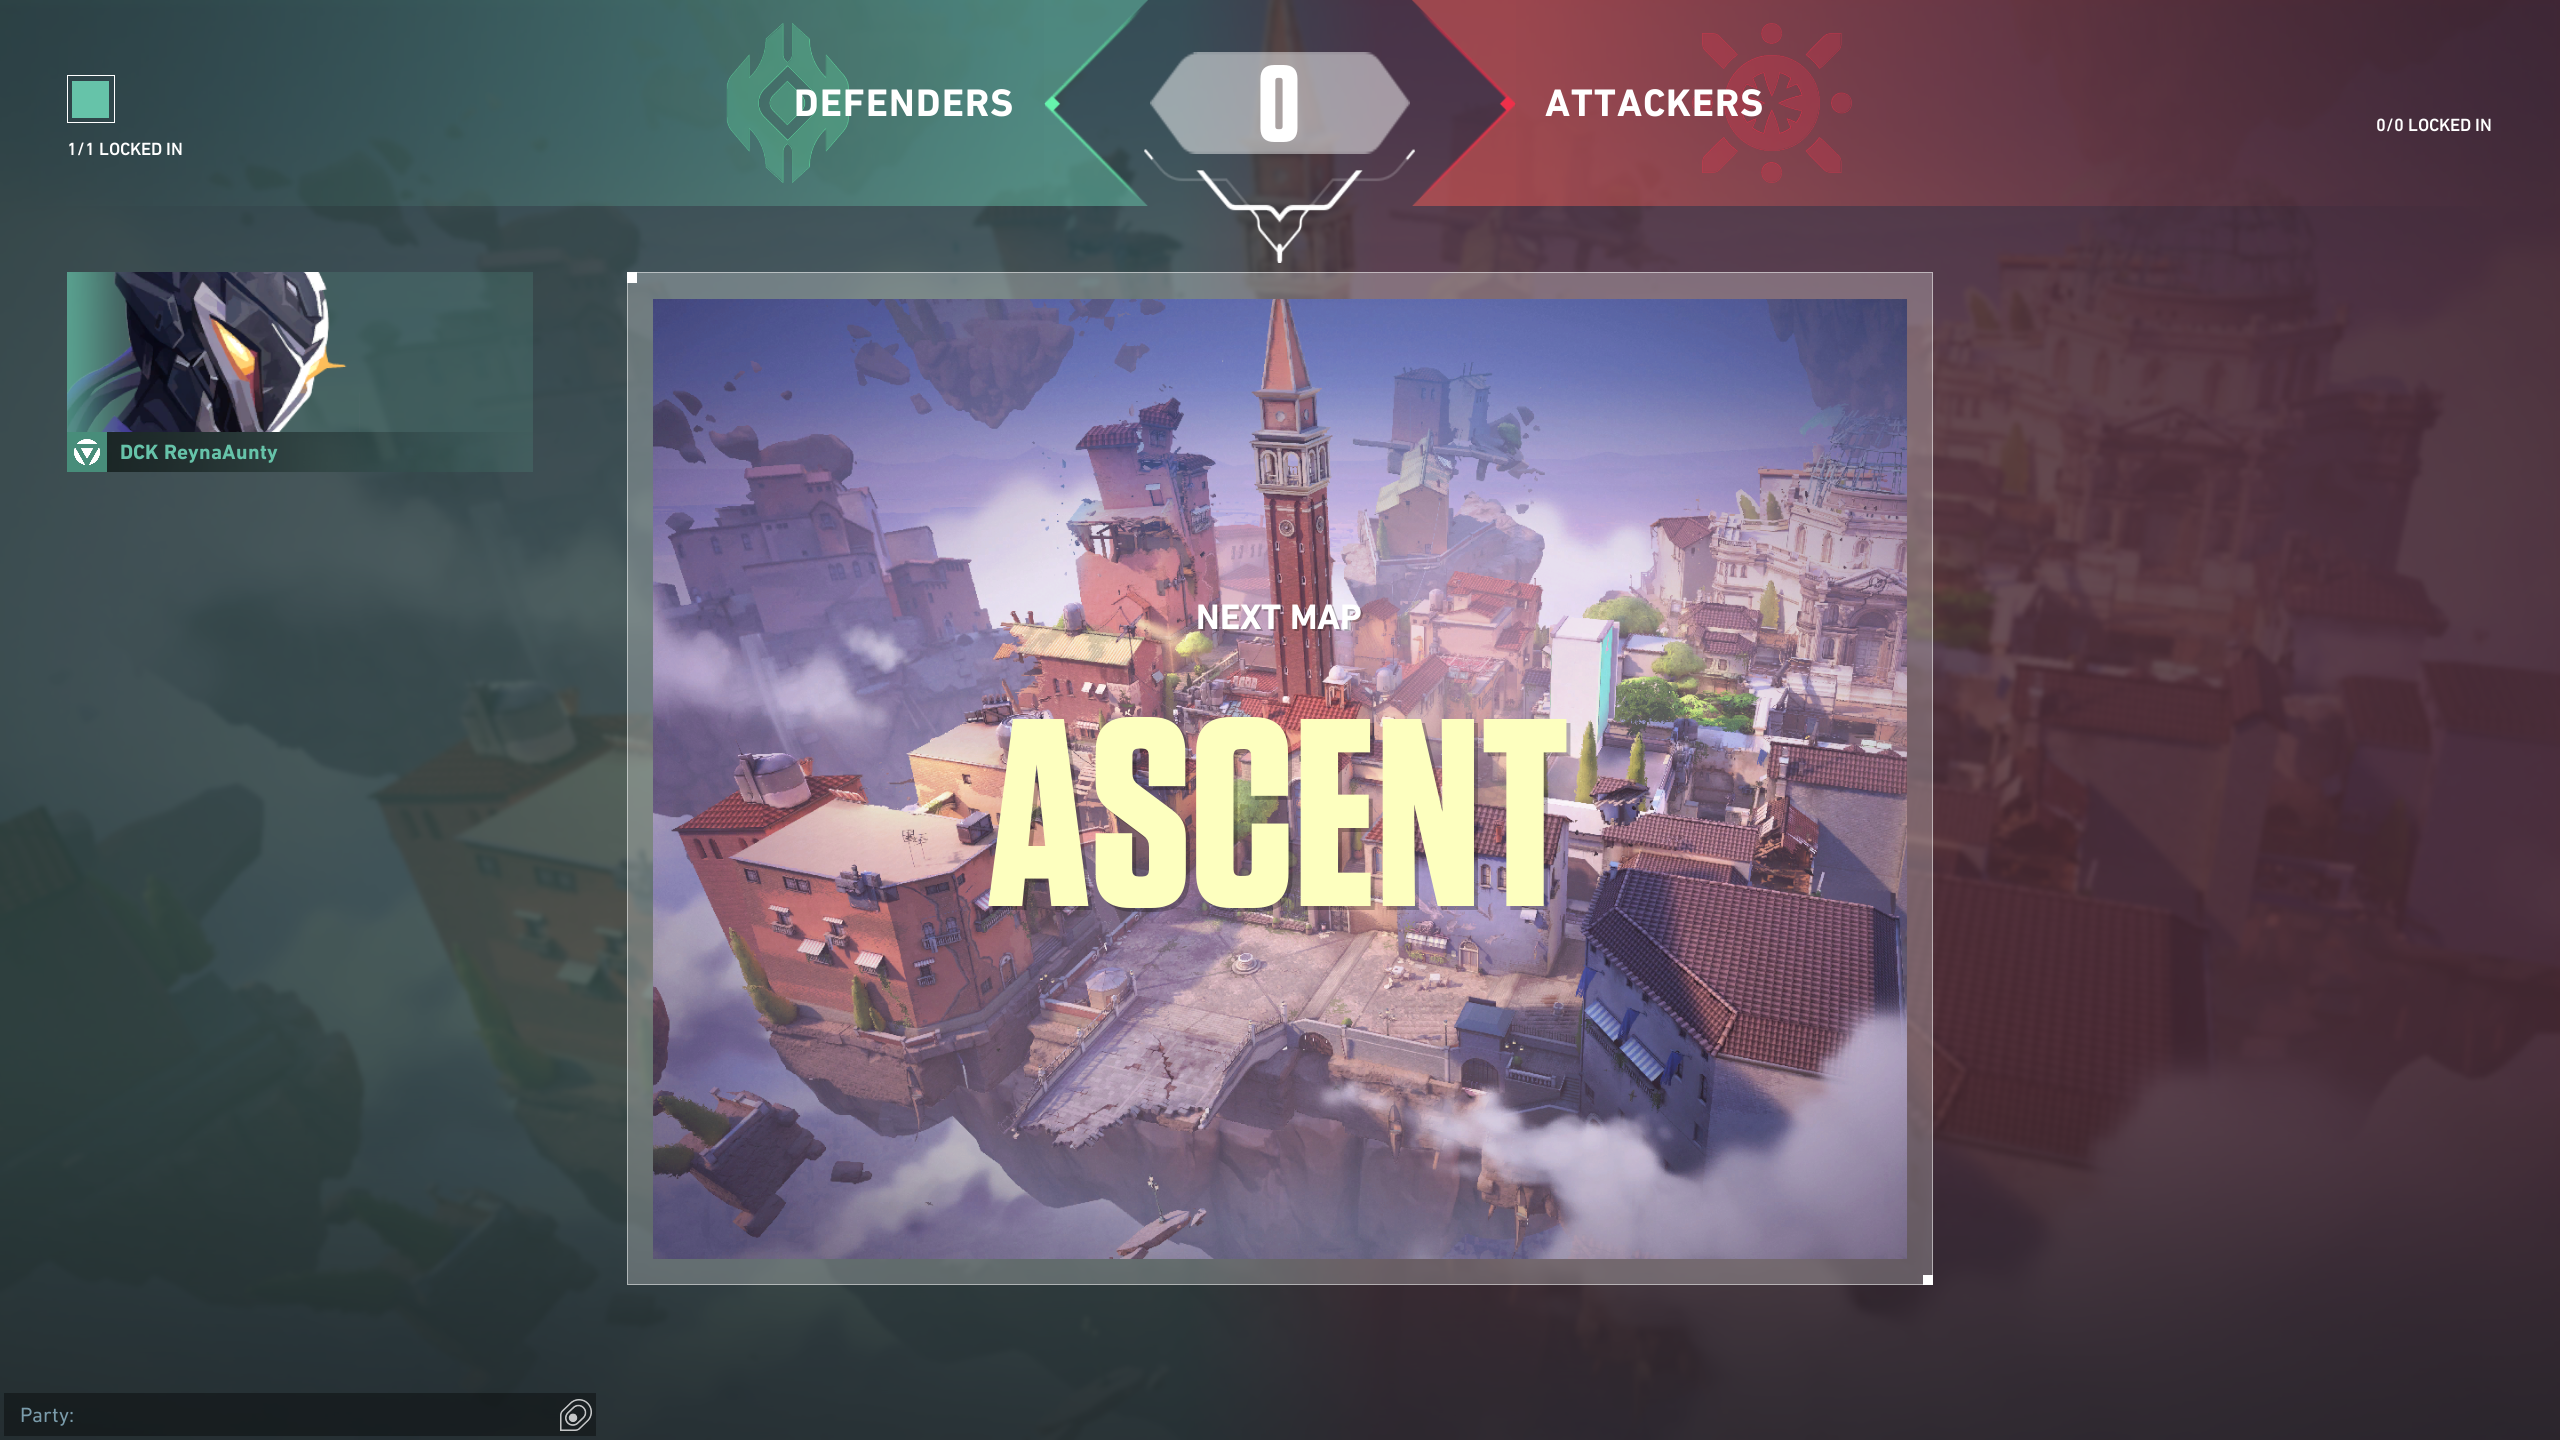 DEFENDERS
0
ATTACKERS
1/1 LOCKED IN
0/0 LOCKED IN
DCK ReynaAunty
NEXT MAP
ASCENT
Party: